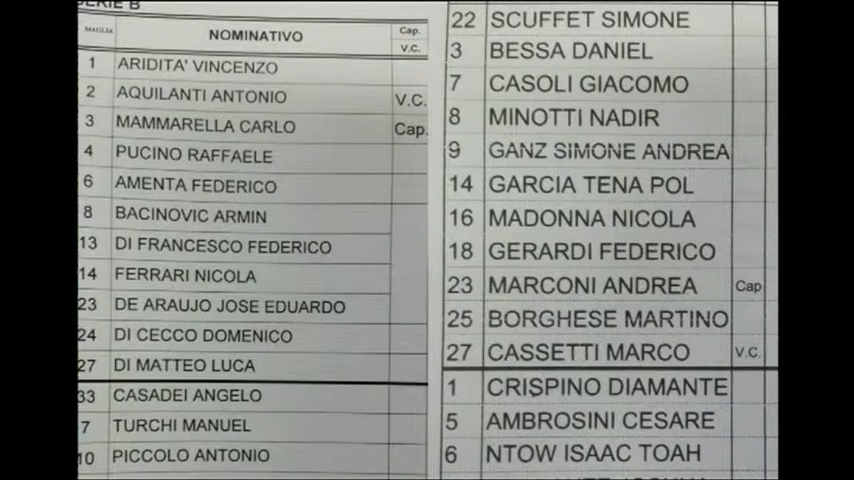 SERIE B
MAGLIA NOMINATIVO Cap. V.C.
1 ARIDITA' VINCENZO
2 AQUILANTI ANTONIO V.C.
3 MAMMARELLA CARLO Cap.
4 PUCINO RAFFAELE
6 AMENTA FEDERICO
8 BACINOVIC ARMIN
13 DI FRANCESCO FEDERICO
14 FERRARI NICOLA
23 DE ARAUJO JOSE EDUARDO
24 DI CECCO DOMENICO
27 DI MATTEO LUCA
33 CASADEI ANGELO
7 TURCHI MANUEL
10 PICCOLO ANTONIO
22 SCUFFET SIMONE
3 BESSA DANIEL
7 CASOLI GIACOMO
8 MINOTTI NADIR
9 GANZ SIMONE ANDREA
14 GARCIA TENA POL
16 MADONNA NICOLA
18 GERARDI FEDERICO
23 MARCONI ANDREA Cap
25 BORGHESE MARTINO
27 CASSETTI MARCO V.C.
1 CRISPINO DIAMANTE
5 AMBROSINI CESARE
6 NTOW ISAAC TOAH